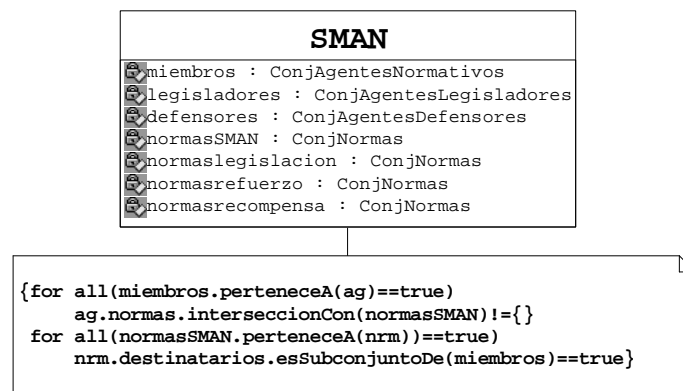 SMAN
miembros : ConjAgentesNormativos
legisladores : ConjAgentesLegisladores
defensores : ConjAgentesDefensores
normasSMAN : ConjNormas
normaslegislacion : ConjNormas
normasrefuerzo : ConjNormas
normasrecompensa : ConjNormas
{for all(miembros.perteneceA(ag)==true)
ag.normas.interseccionCon(normasSMAN)!={}
for all(normasSMAN.perteneceA(nrm))==true)
nrm.destinatarios.esSubconjuntoDe(miembros)==true}